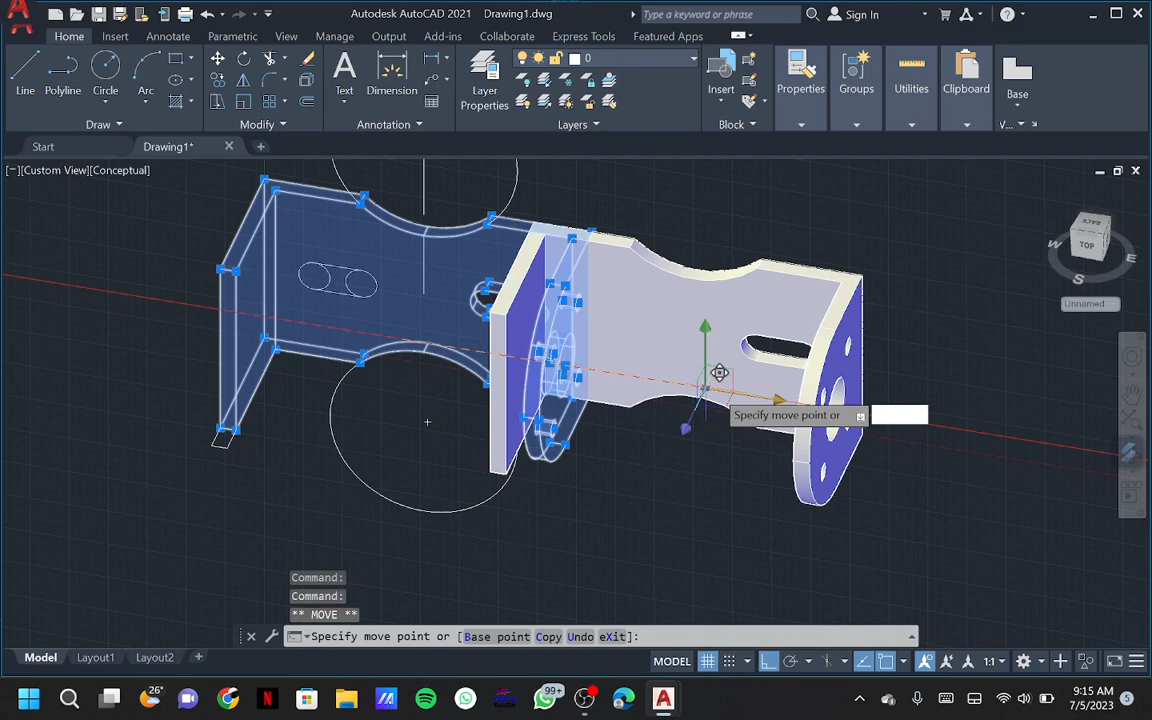 Autodesk AutoCAD 2021 Drawing1.dwg
Type a keyword or phrase
Sign In
Home Insert Annotate Parametric View Manage Output Add-ins Collaborate Express Tools Featured Apps
0
Line Polyline Circle Arc
Text Dimension
Layer
Properties
Insert
Properties Groups Utilities Clipboard Base
Draw Modify Annotation Layers Block V...
Start Drawing1*
[−][Custom View][Conceptual]
BACK
TOP
W E
S
Unnamed
Specify move point or
Command:
Command:
** MOVE **
Specify move point or [Base point Copy Undo eXit]:
Model Layout1 Layout2
MODEL
1:1
26°
99+
9:15 AM
7/5/2023